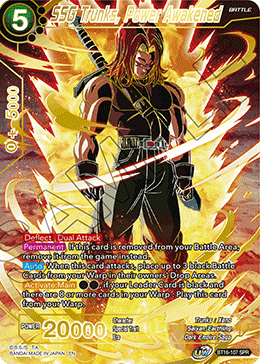 SSG Trunks, Power Awakened
BATTLE
5
0 + 5000
Deflect Dual Attack
Permanent If this card is removed from your Battle Area,
remove it from the game instead.
Auto When this card attacks, place up to 3 black Battle
Cards from your Warp in their owners' Drop Areas.
Activate Main , if your Leader Card is black and
there are 8 or more cards in your Warp : Play this card
from your Warp.
POWER 20000
Character
Special Trait
Era
Trunks : Xeno
Saiyan/Earthling
Dark Empire Saga
BANDAI MADE IN JAPAN EN
BT16-107 SPR